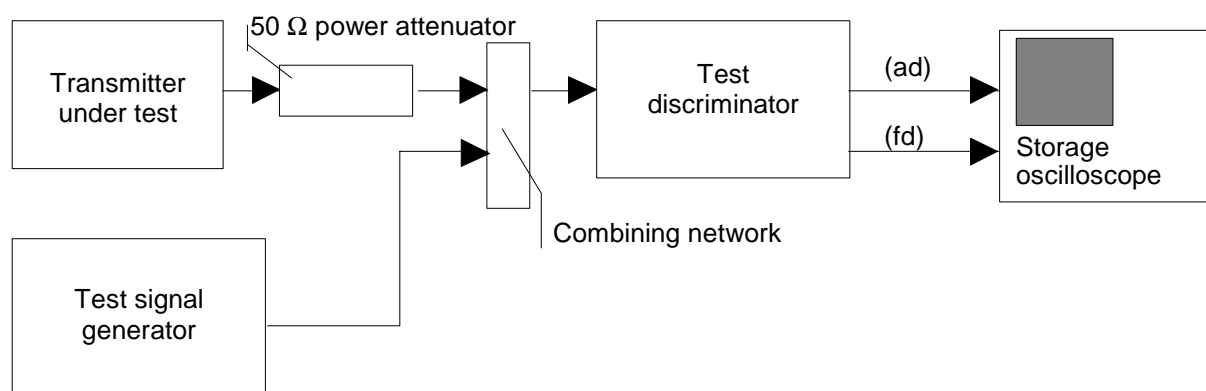 50 Ω power attenuator
Transmitter
under test
Test
discriminator
(ad)
(fd)
Storage
oscilloscope
Combining network
Test signal
generator